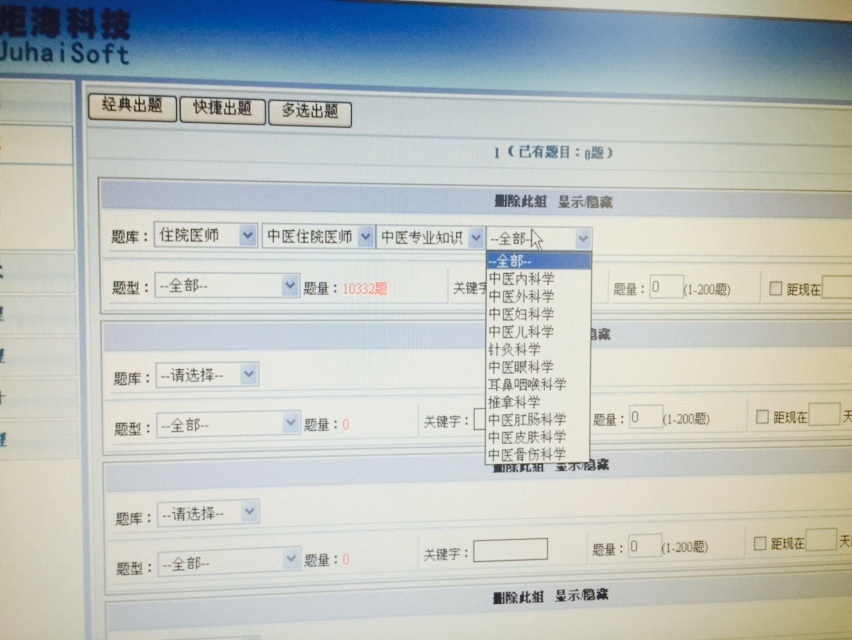 炬海科技
JuhaiSoft
经典出题 快捷出题 多选出题
1（已有题目：0题）
删除此组 显示/隐藏
题库： 住院医师 中医住院医师 中医专业知识 --全部--
--全部--
中医内科学
中医外科学
中医妇科学
中医儿科学
针灸科学
中医眼科学
耳鼻咽喉科学
推拿科学
中医肛肠科学
中医皮肤科学
中医骨伤科学
题型： --全部-- 题量：10332题 关键字 题量： 0 (1-200题) 距现在
隐藏
题库： --请选择--
题型： --全部-- 题量：0 关键字： 题量： 0 (1-200题) 距现在 天
删除此组 显示/隐藏
题库： --请选择--
题型： --全部-- 题量：0 关键字： 题量： 0 (1-200题) 距现在 天
删除此组 显示/隐藏